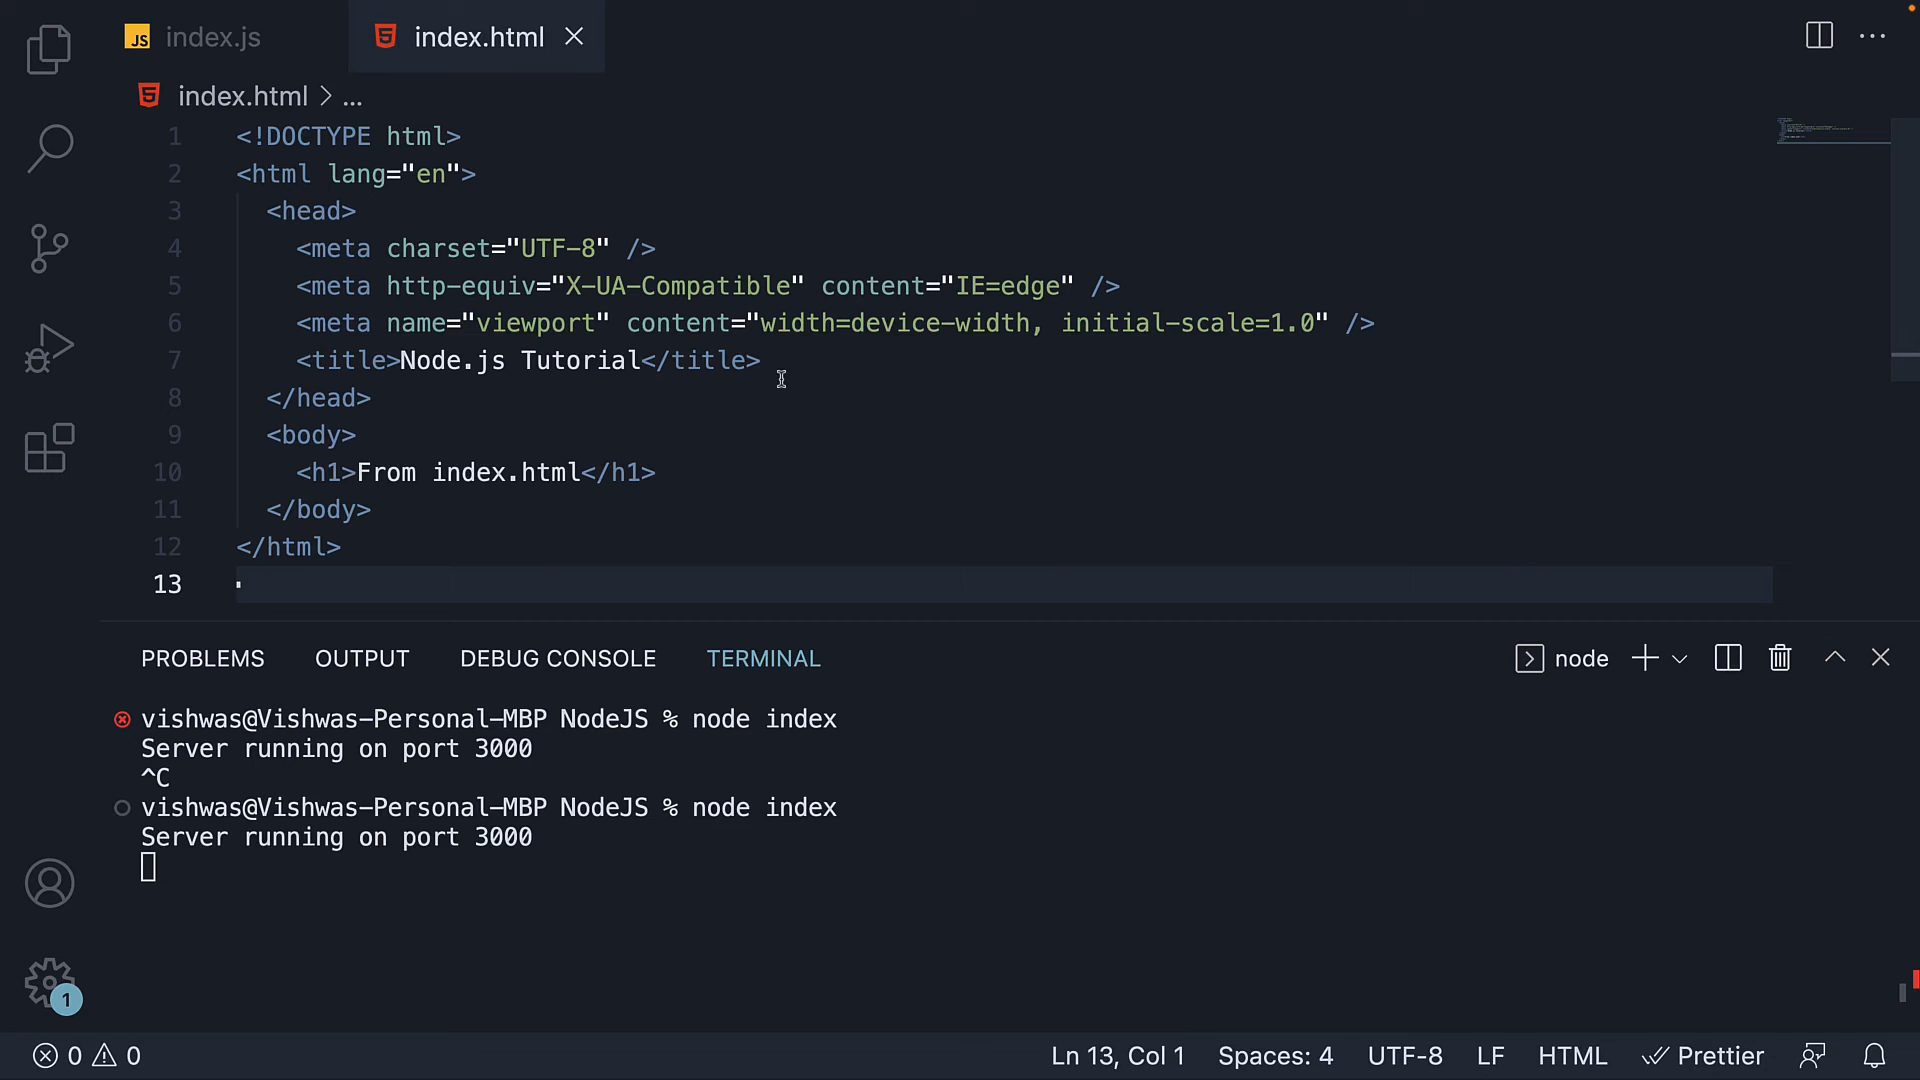 JS index.js
index.html
index.html > ...
1 <!DOCTYPE html>
2 <html lang="en">
3 <head>
4 <meta charset="UTF-8" />
5 <meta http-equiv="X-UA-Compatible" content="IE=edge" />
6 <meta name="viewport" content="width=device-width, initial-scale=1.0" />
7 <title>Node.js Tutorial</title>
8 </head>
9 <body>
10 <h1>From index.html</h1>
11 </body>
12 </html>
13
PROBLEMS OUTPUT DEBUG CONSOLE TERMINAL node
vishwas@Vishwas-Personal-MBP NodeJS % node index
Server running on port 3000
^C
vishwas@Vishwas-Personal-MBP NodeJS % node index
Server running on port 3000
1
0 0 Ln 13, Col 1 Spaces: 4 UTF-8 LF HTML Prettier